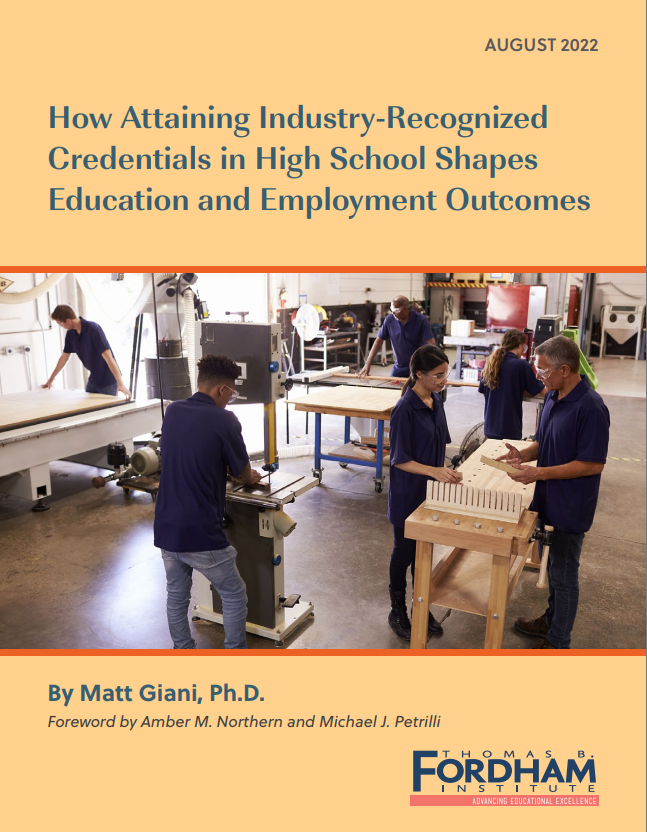 AUGUST 2022
How Attaining Industry-Recognized
Credentials in High School Shapes
Education and Employment Outcomes
By Matt Giani, Ph.D.
Foreword by Amber M. Northern and Michael J. Petrilli
THOMAS B.
FORDHAM
INSTITUTE
ADVANCING EDUCATIONAL EXCELLENCE